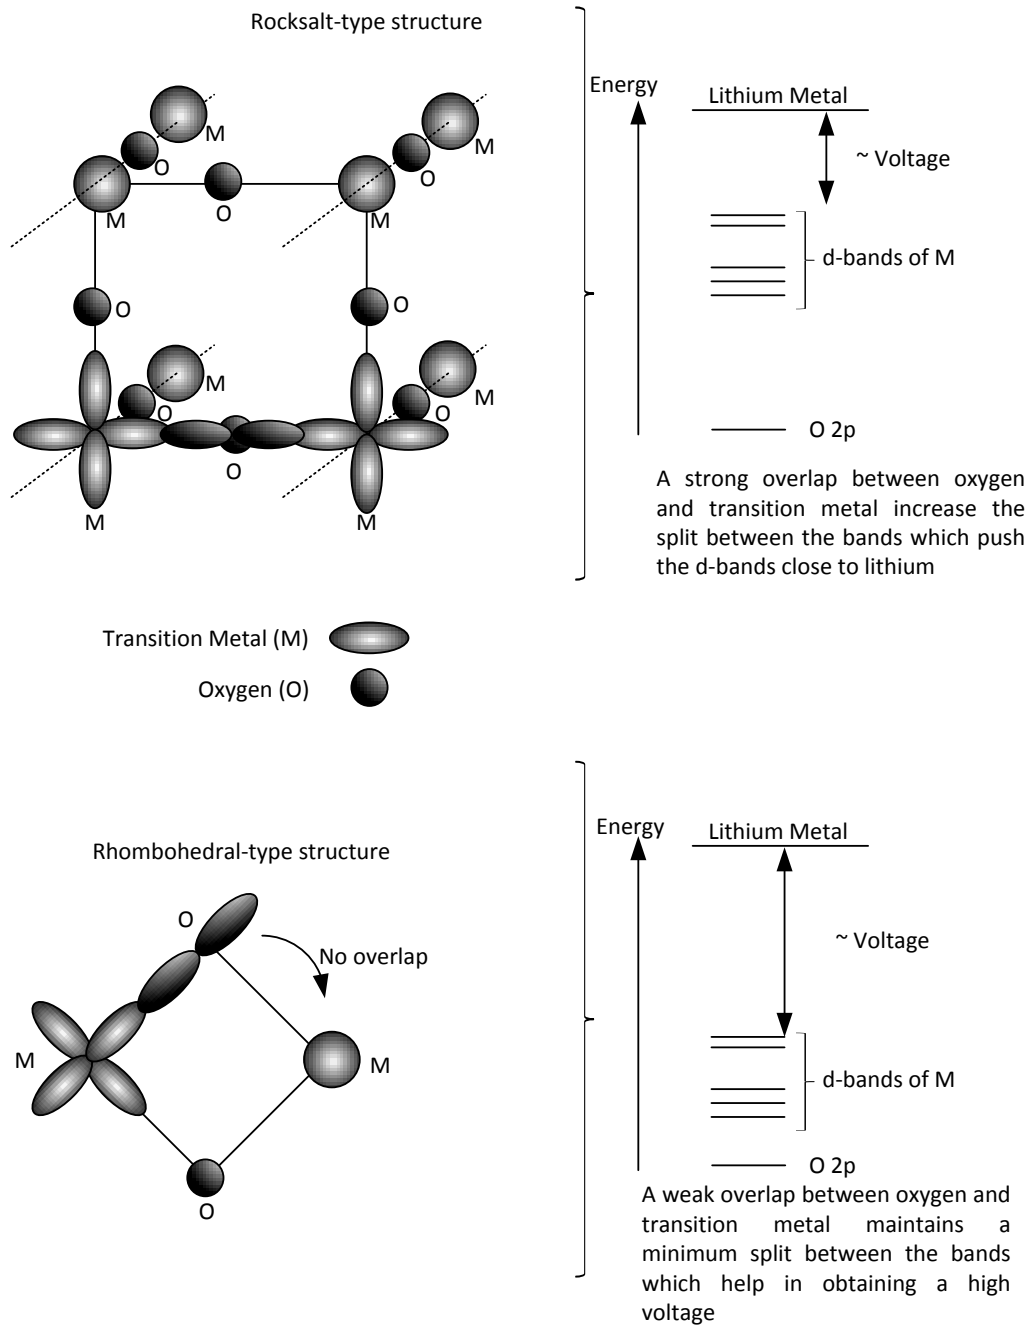 Rocksalt-type structure
Energy
Lithium Metal
~ Voltage
d-bands of M
O 2p
M
O
M
O
M
O
M
M
O
O
O
M
O
M
O
O
M
M
A strong overlap between oxygen
and transition metal increase the
split between the bands which push
the d-bands close to lithium
Transition Metal (M)
Oxygen (O)
Rhombohedral-type structure
O
No overlap
M
M
O
Energy
Lithium Metal
~ Voltage
d-bands of M
O 2p
A weak overlap between oxygen and
transition metal maintains a
minimum split between the bands
which help in obtaining a high
voltage